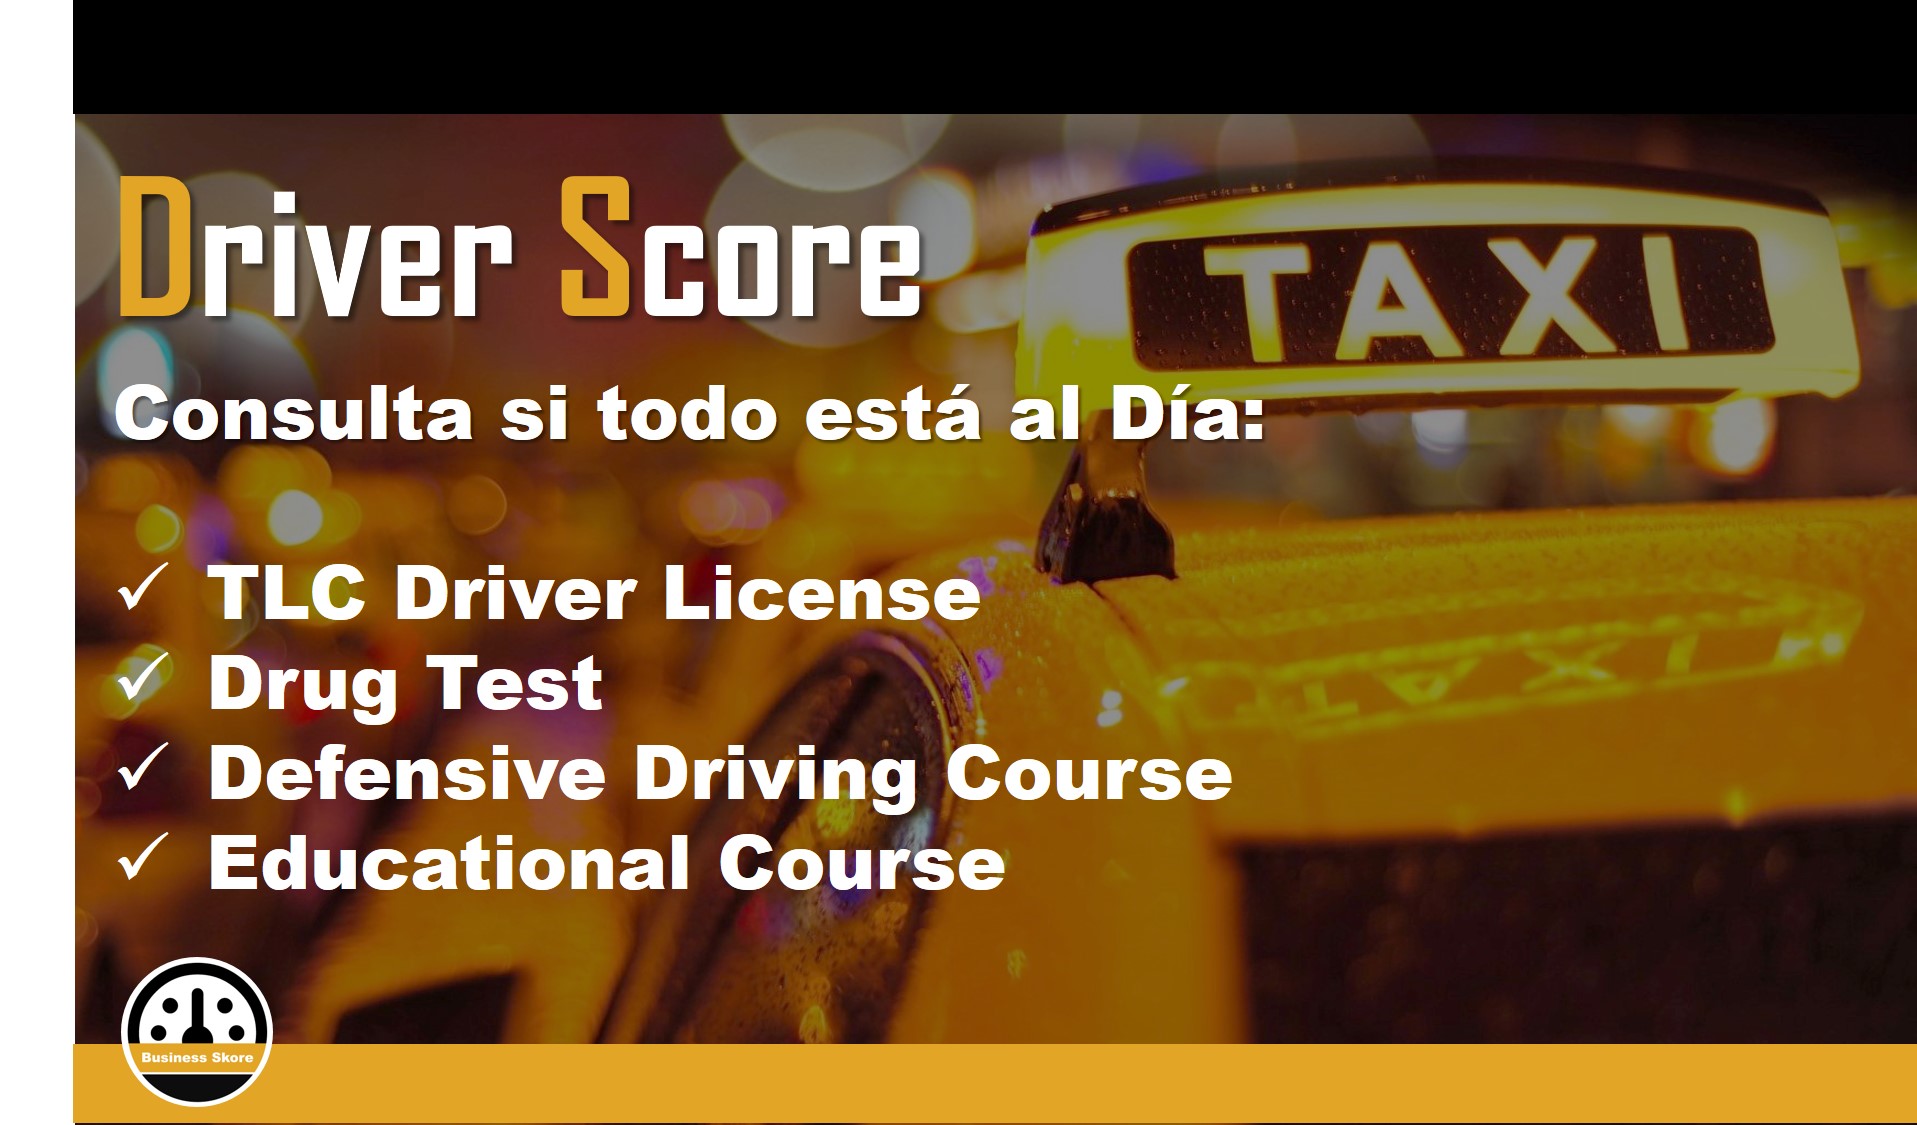 Driver Score
TAXI
Consulta si todo está al Día:
TLC Driver License
Drug Test
Defensive Driving Course
Educational Course
Business Skore